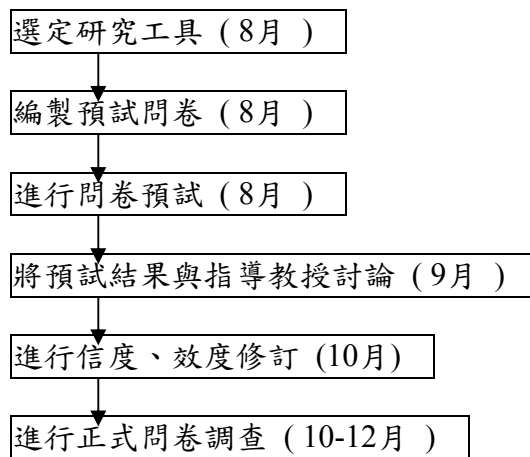 選定研究工具 ( 8月 )
編製預試問卷 ( 8月 )
進行問卷預試 ( 8月 )
將預試結果與指導教授討論 ( 9月 )
進行信度、效度修訂 (10月)
進行正式問卷調查 ( 10-12月 )